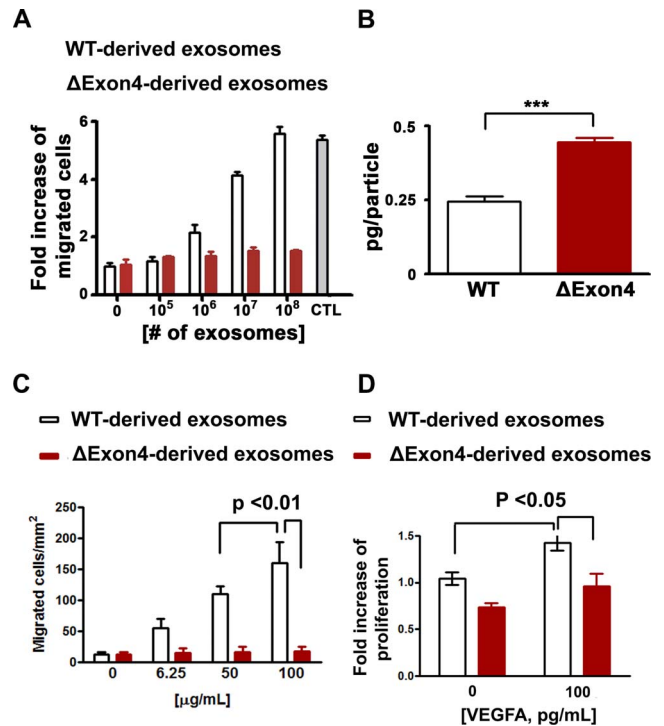 A
WT-derived exosomes
ΔExon4-derived exosomes
Fold increase of
migrated cells
6
4
2
0
0 10⁵ 10⁶ 10⁷ 10⁸ CTL
[# of exosomes]
B
***
pg/particle
0.5
0.25
0
WT ΔExon4
C
WT-derived exosomes
ΔExon4-derived exosomes
p <0.01
Migrated cells/mm²
250
200
150
100
50
0
0 6.25 50 100
[μg/mL]
D
WT-derived exosomes
ΔExon4-derived exosomes
P <0.05
Fold increase of
proliferation
1.5
1.0
0.5
0.0
0 100
[VEGFA, pg/mL]